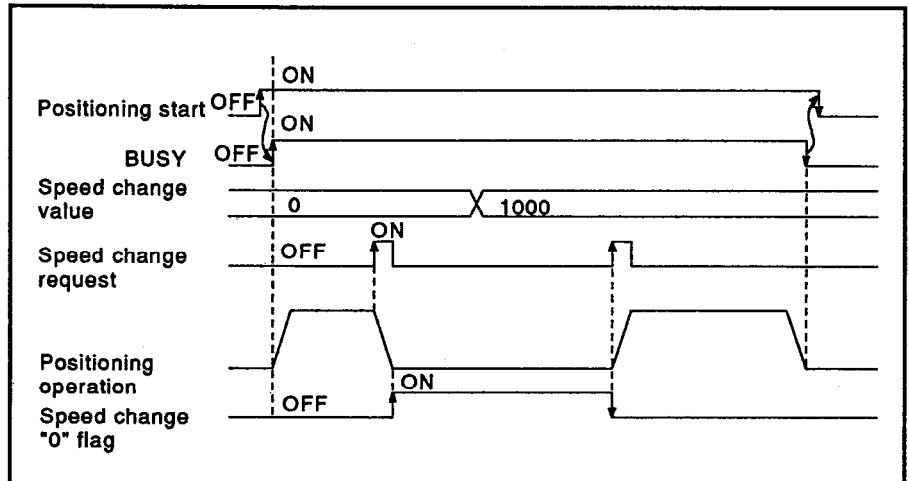 ON
Positioning start OFF
ON
BUSY OFF
Speed change
value
0 1000
ON
Speed change
request
OFF
Positioning
operation
ON
Speed change
"0" flag
OFF